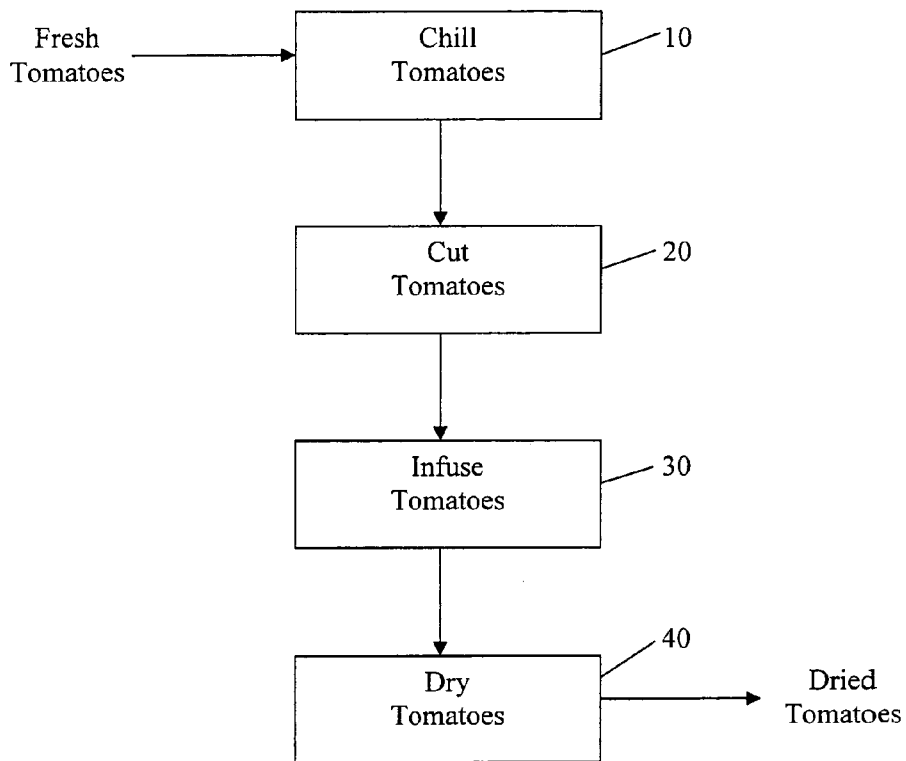 Fresh
Tomatoes
Chill
Tomatoes
10
Cut
Tomatoes
20
Infuse
Tomatoes
30
Dry
Tomatoes
40
Dried
Tomatoes